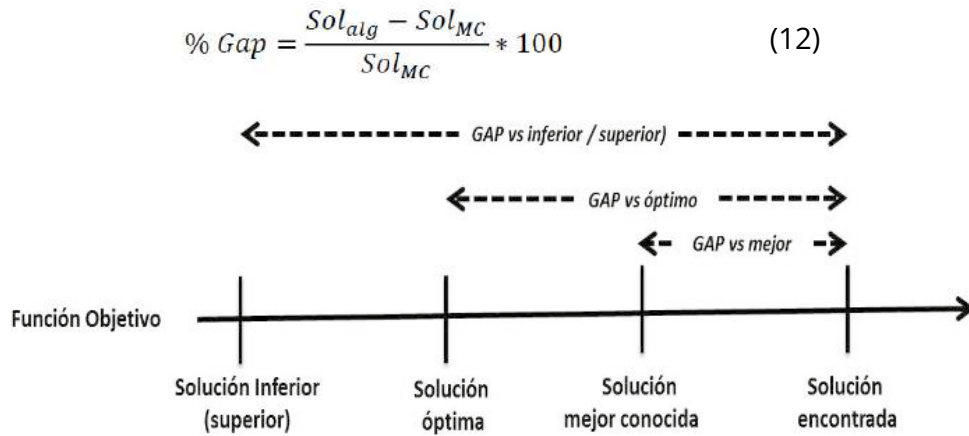 % Gap = (Sol_alg − Sol_MC) / Sol_MC * 100 (12)
GAP vs inferior / superior)
GAP vs óptimo
GAP vs mejor
Función Objetivo
Solución Inferior
(superior)
Solución
óptima
Solución
mejor conocida
Solución
encontrada